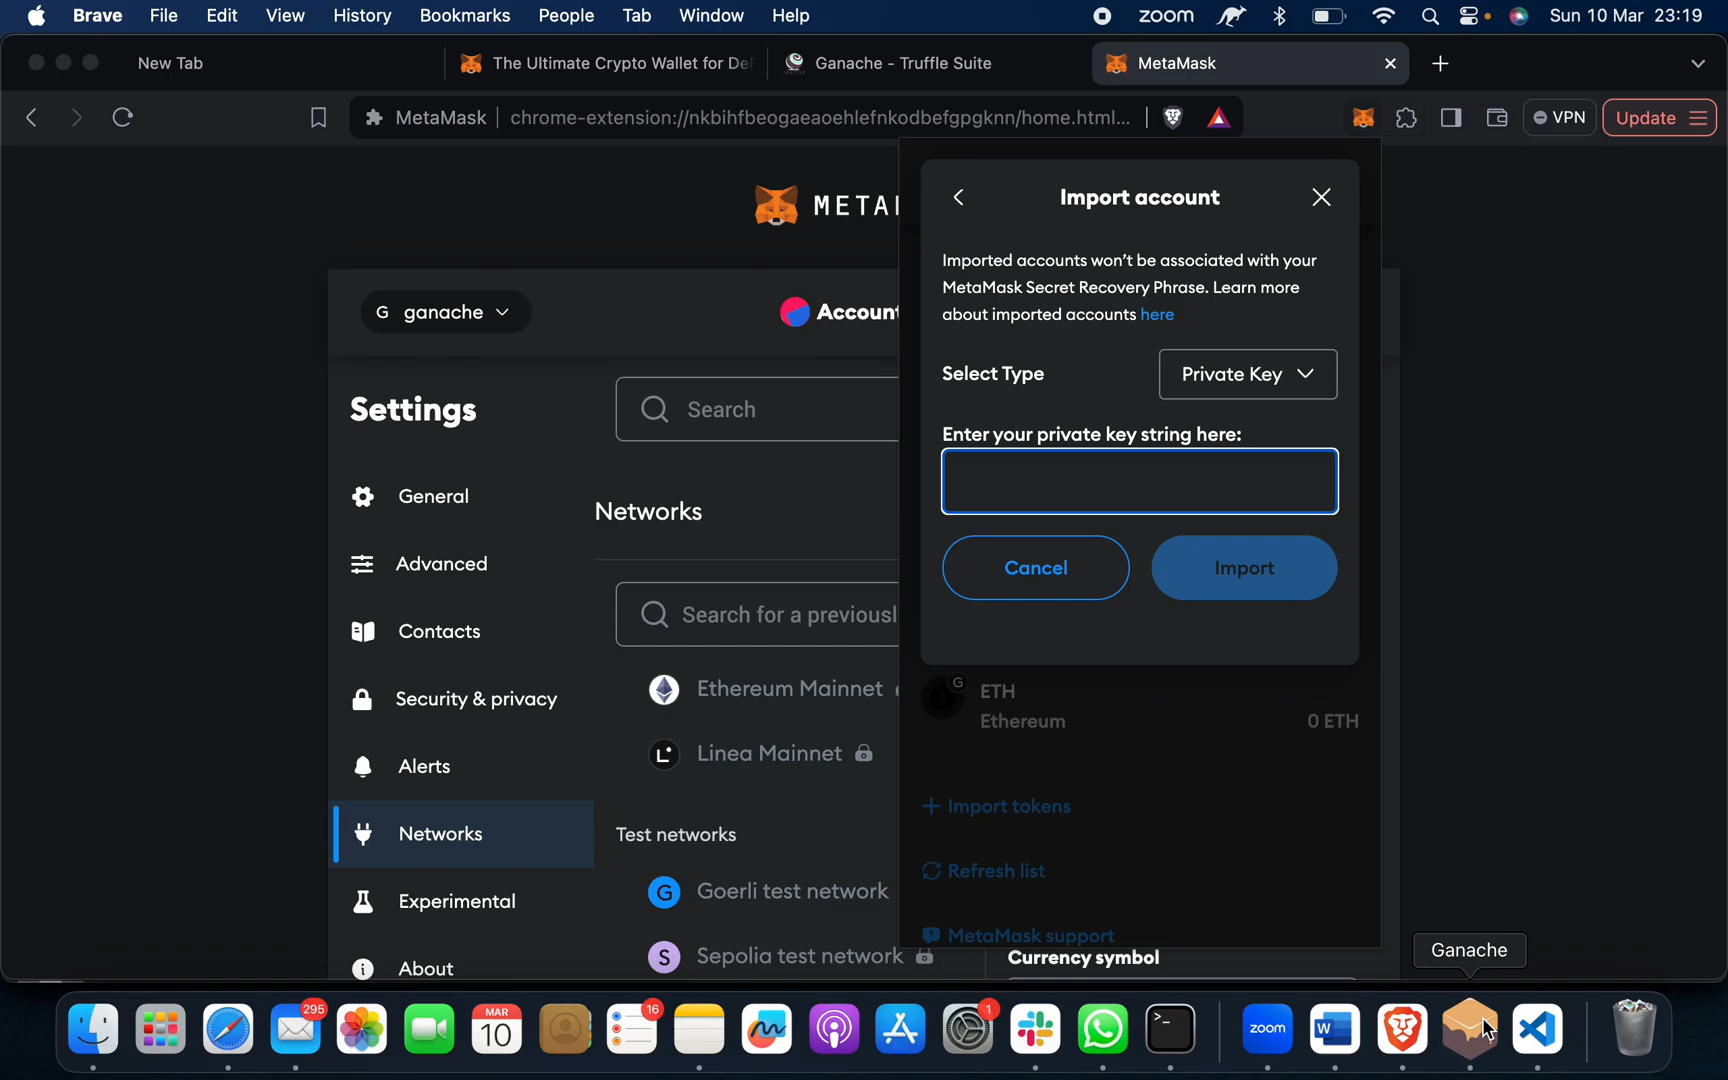 Brave File Edit View History Bookmarks People Tab Window Help zoom Sun 10 Mar 23:19
New Tab The Ultimate Crypto Wallet for De Ganache - Truffle Suite MetaMask
MetaMask chrome-extension://nkbihfbeogaeaoehlefnkodbefgpgknn/home.html... VPN Update
META
Import account
Imported accounts won't be associated with your
MetaMask Secret Recovery Phrase. Learn more
about imported accounts here
G ganache
Account
Select Type
Private Key
Settings
Search
Enter your private key string here:
General
Networks
Cancel
Import
Advanced
Search for a previousl
Contacts
Ethereum Mainnet
G
ETH
Ethereum
0 ETH
Security & privacy
L
Linea Mainnet
Alerts
+ Import tokens
Networks
Test networks
Refresh list
G
Goerli test network
Experimental
MetaMask support
S
Sepolia test network
Currency symbol
Ganache
About
295
MAR
10
16
1
>_
zoom
W